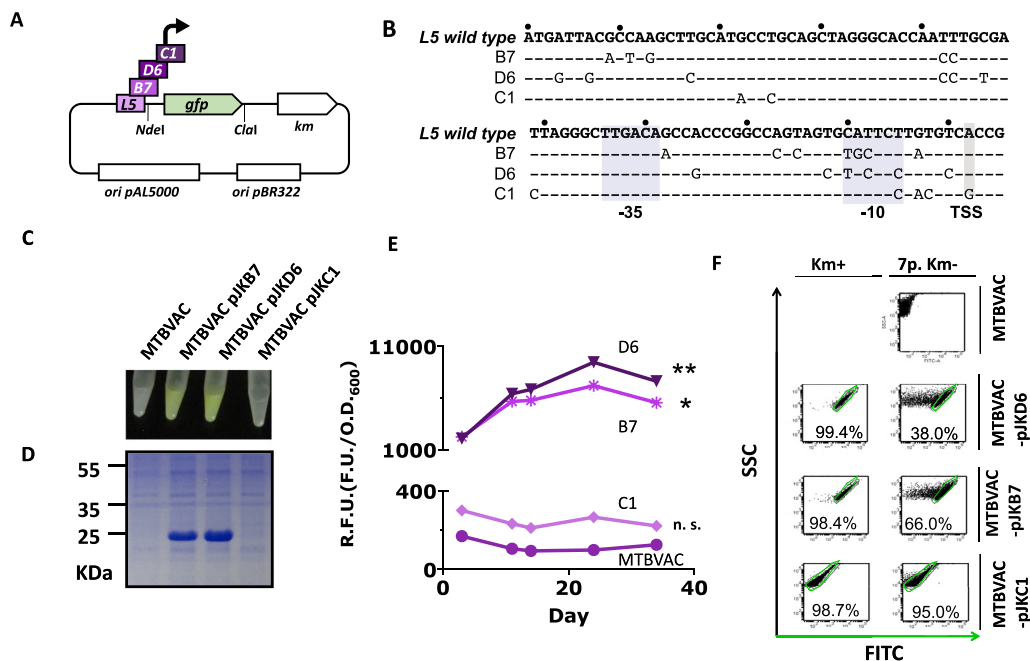 A
C1
D6
B7
L5
gfp
km
NdeI
ClaI
ori pAL5000
ori pBR322
B
L5 wild type ATGATTACGCCAAGCTTGCATGCCTGCAGCTAGGGCACCAATTTGCGA
B7 -----A-T-G-------------------CC----
D6 --G-G------C----------------CC--T-
C1 --------------A-C---------------
L5 wild type TTAGGGCTTGACAGCCACCCGGCCAGTAGTGCATTCTTGTGTCACCG
B7 -------------A----------C-C----TGC----A--------
D6 ----------------G--------------C-T-C--C----C-----
C1 C-----------------------------------C-AC---G---
-35
-10
TSS
C
MTBVAC
MTBVAC pJKB7
MTBVAC pJKD6
MTBVAC pJKC1
D
55
35
25
KDa
E
R.F.U.(F.U./O.D.600)
11000
1000
400
0
D6
**
*
B7
C1
n. s.
MTBVAC
0
20
40
Day
F
Km+
7p. Km-
MTBVAC
SSC-A
FITC-A
99.4%
38.0%
MTBVAC
-pJKD6
98.4%
66.0%
MTBVAC
-pJKB7
98.7%
95.0%
MTBVAC
-pJKC1
SSC
FITC